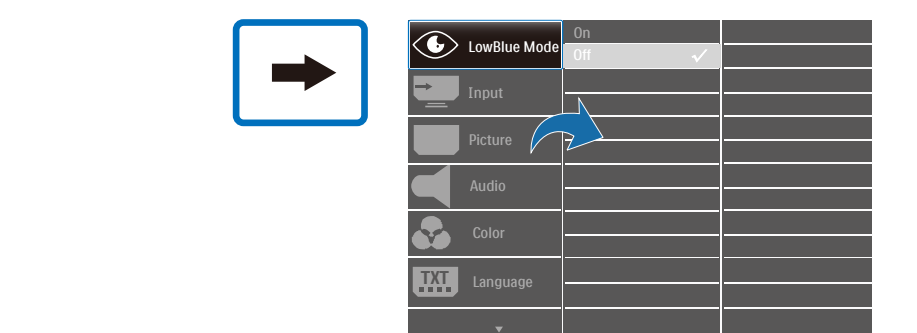 LowBlue Mode
On
Off
Input
Picture
Audio
Color
TXT
Language